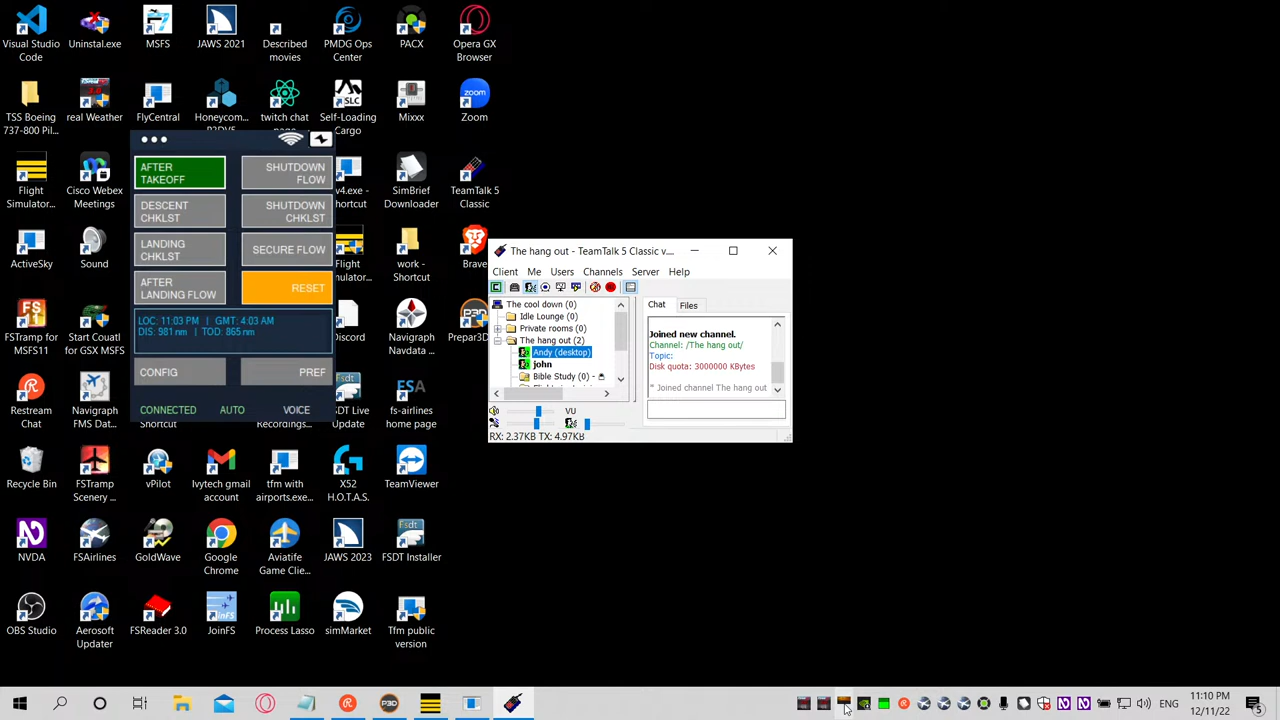 Visual Studio
Code
Uninstal.exe
MSFS
JAWS 2021
Described
movies
PMDG Ops
Center
PACX
Opera GX
Browser
TSS Boeing
737-800 Pil...
real Weather
FlyCentral
Honeycom...
twitch chat
Self-Loading
Cargo
Mixxx
Zoom
Flight
Simulator...
Cisco Webex
Meetings
SimBrief
Downloader
TeamTalk 5
Classic
ActiveSky
Sound
work -
Shortcut
Brave
FSTramp for
MSFS11
Start Couatl
for GSX MSFS
Navigraph
Navdata ...
Restream
Chat
Navigraph
FMS Dat...
fs-airlines
home page
Recycle Bin
FSTramp
Scenery ...
vPilot
Ivytech gmail
account
tfm with
airports.exe...
X52
H.O.T.A.S.
TeamViewer
NVDA
FSAirlines
GoldWave
Google
Chrome
Aviatife
Game Clie...
JAWS 2023
FSDT Installer
OBS Studio
Aerosoft
Updater
FSReader 3.0
JoinFS
Process Lasso
simMarket
Tfm public
version
AFTER
TAKEOFF
SHUTDOWN
FLOW
DESCENT
CHKLST
SHUTDOWN
CHKLST
LANDING
CHKLST
SECURE FLOW
AFTER
LANDING FLOW
RESET
LOC: 11:03 PM | GMT: 4:03 AM
DIS: 981 nm | TOD: 865 nm
CONFIG
PREF
CONNECTED AUTO VOICE
The hang out - TeamTalk 5 Classic v...
Client Me Users Channels Server Help
The cool down (0)
Idle Lounge (0)
Private rooms (0)
The hang out (2)
Andy (desktop)
john
Bible Study (0) -
Chat Files
Joined new channel.
Channel: /The hang out/
Topic:
Disk quota: 3000000 KBytes
* Joined channel The hang out
VU
RX: 2.37KB TX: 4.97KB
ENG
11:10 PM
12/11/22